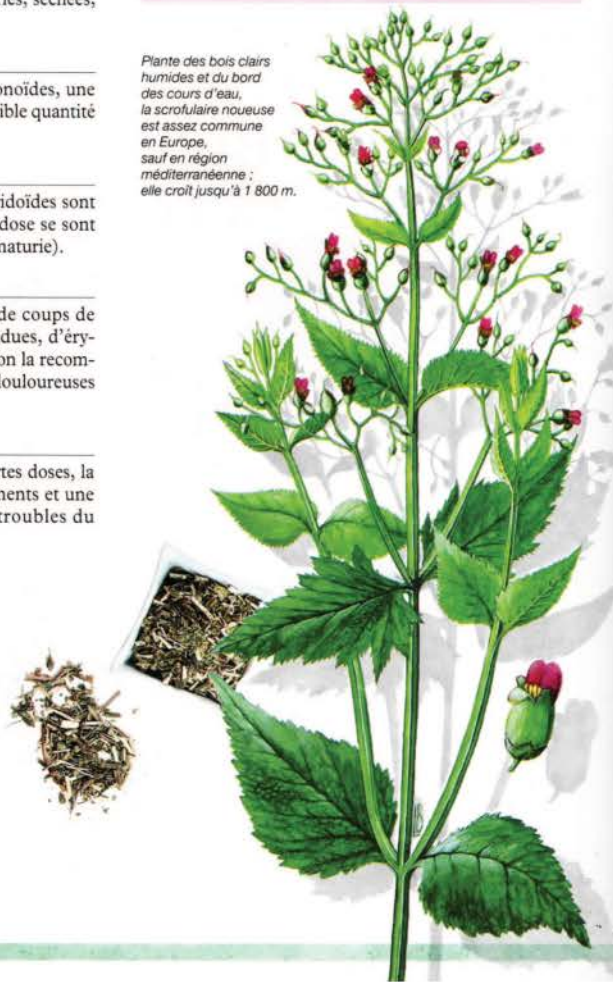 séchées,
onoïdes, une
ible quantité
idoïdes sont
dose se sont
naturie).
de coups de
dues, d'éry-
on la recom-
douloureuses
tes doses, la
ments et une
troubles du
Plante des bois clairs
humides et du bord
des cours d'eau,
la scrofulaire noueuse
est assez commune
en Europe,
sauf en région
méditerranéenne ;
elle croît jusqu'à 1 800 m.